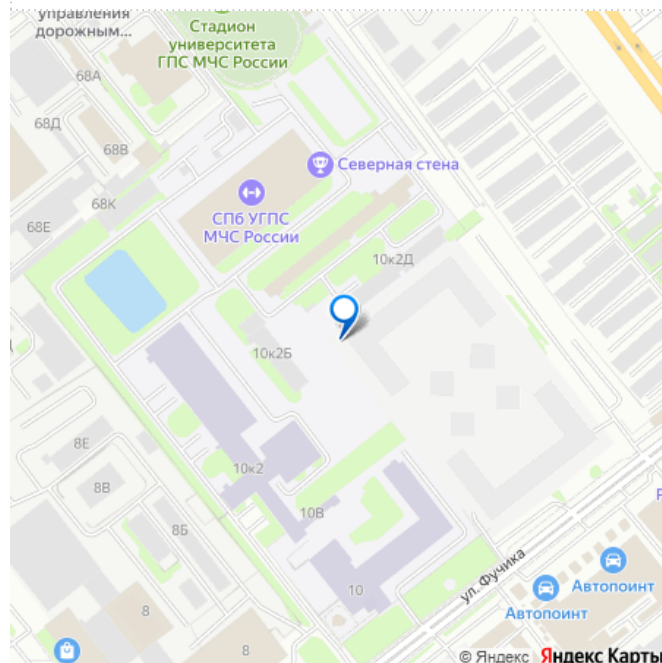 управления
дорожным...
Стадион
университета
ГПС МЧС России
68А
68Д
68В
Северная стена
68К
СПб УГПС
МЧС России
68Е
10к2Д
10к2Б
8Е
10к2
8В
10В
8Б
ул. Фучика
Автопоинт
10
Автопоинт
8
8
© Яндекс Яндекс Карты